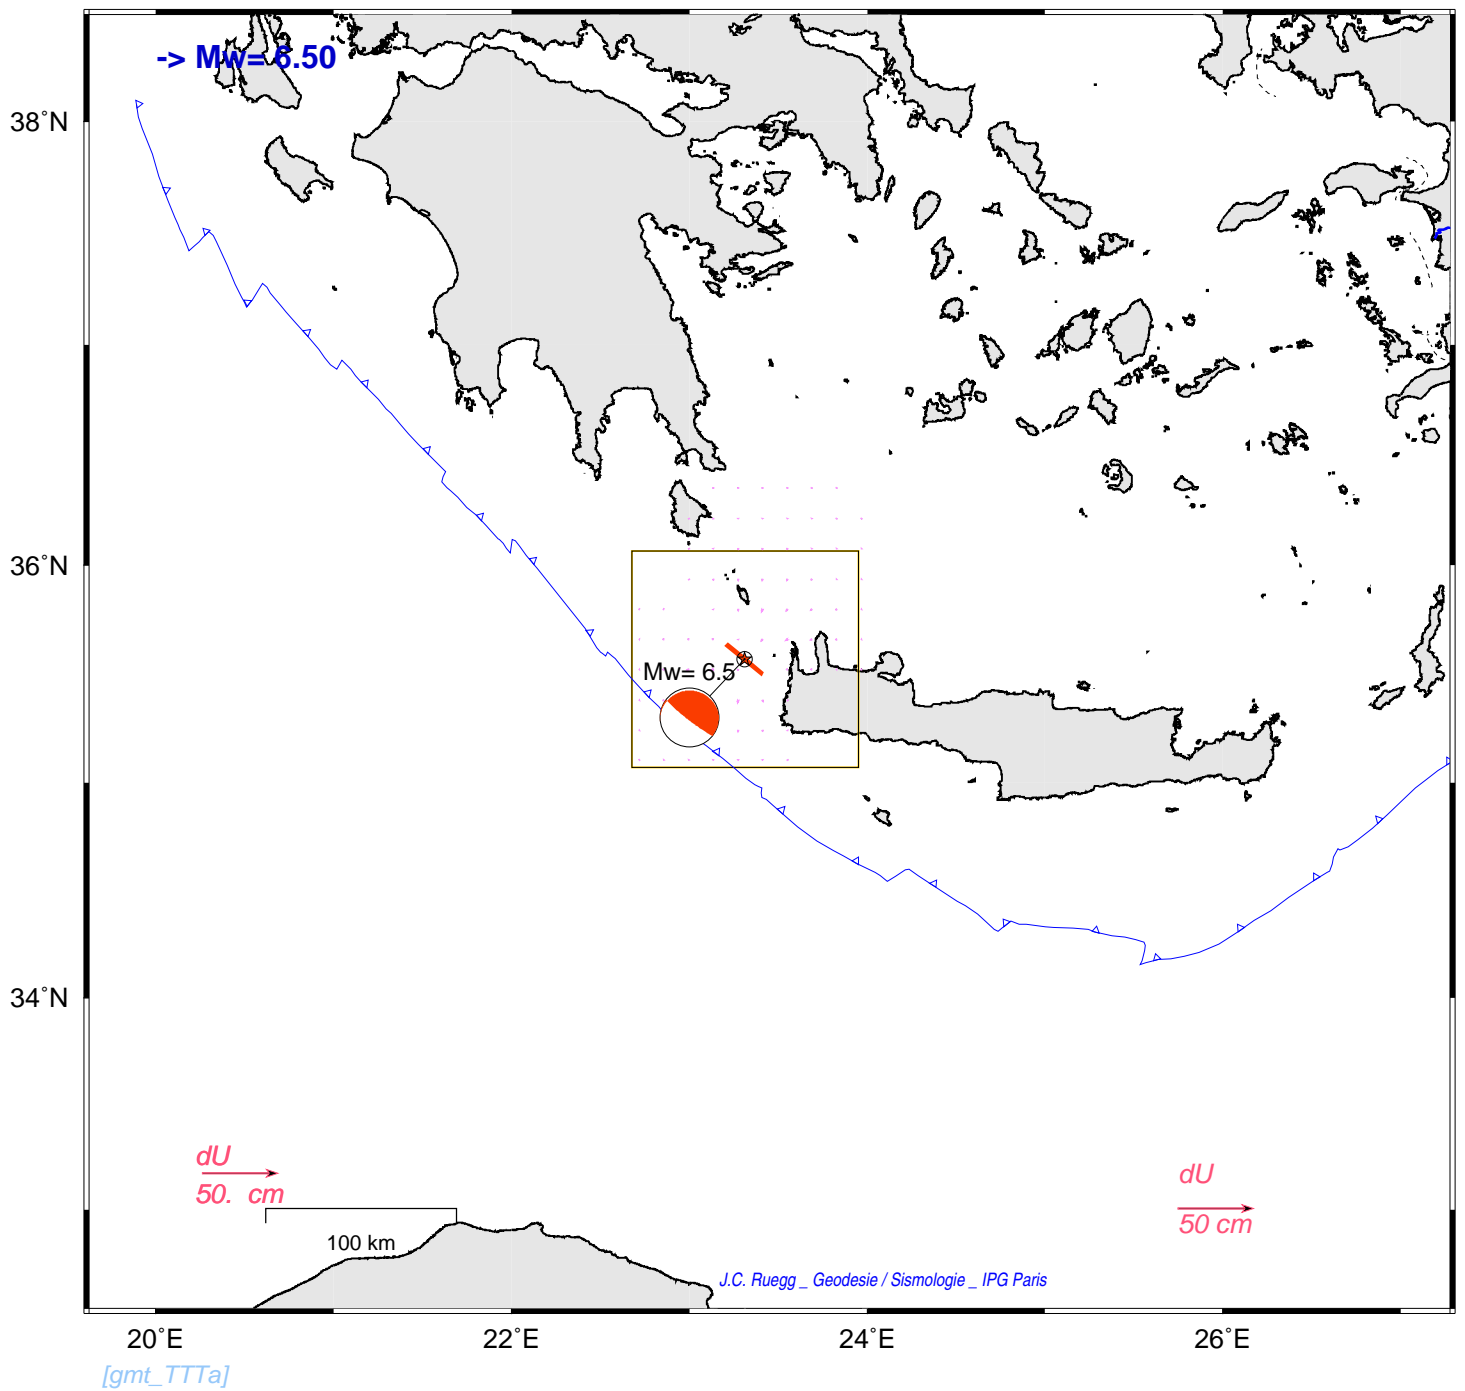 -> Mw= 6.50
38°N
36°N
Mw= 6.5
34°N
dU
50. cm
dU
50 cm
100 km
J.C. Ruegg _ Geodesie / Sismologie _ IPG Paris
20°E
22°E
24°E
26°E
[gmt_TTTa]